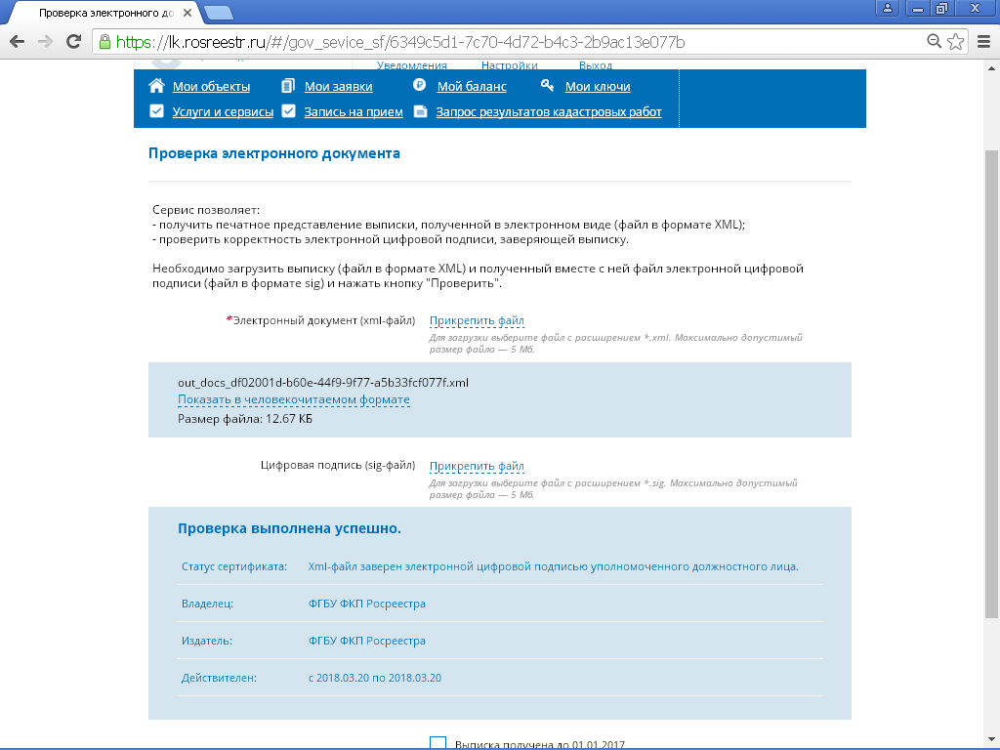 Проверка электронного до
https://lk.rosreestr.ru/#/gov_sevice_sf/6349c5d1-7c70-4d72-b4c3-2b9ac13e077b
Уведомления Настройки Выход
Мои объекты Мои заявки Мой баланс Мои ключи
Услуги и сервисы Запись на прием Запрос результатов кадастровых работ
Проверка электронного документа
Сервис позволяет:
- получить печатное представление выписки, полученной в электронном виде (файл в формате XML);
- проверить корректность электронной цифровой подписи, заверяющей выписку.
Необходимо загрузить выписку (файл в формате XML) и полученный вместе с ней файл электронной цифровой
подписи (файл в формате sig) и нажать кнопку "Проверить".
*Электронный документ (xml-файл) Прикрепить файл
Для загрузки выберите файл с расширением *.xml. Максимально допустимый
размер файла — 5 Мб.
out_docs_df02001d-b60e-44f9-9f77-a5b33fcf077f.xml
Показать в человекочитаемом формате
Размер файла: 12.67 КБ
Цифровая подпись (sig-файл) Прикрепить файл
Для загрузки выберите файл с расширением *.sig. Максимально допустимый
размер файла — 5 Мб.
Проверка выполнена успешно.
Статус сертификата: Xml-файл заверен электронной цифровой подписью уполномоченного должностного лица.
Владелец: ФГБУ ФКП Росреестра
Издатель: ФГБУ ФКП Росреестра
Действителен: с 2018.03.20 по 2018.03.20
Выписка получена до 01.01.2017